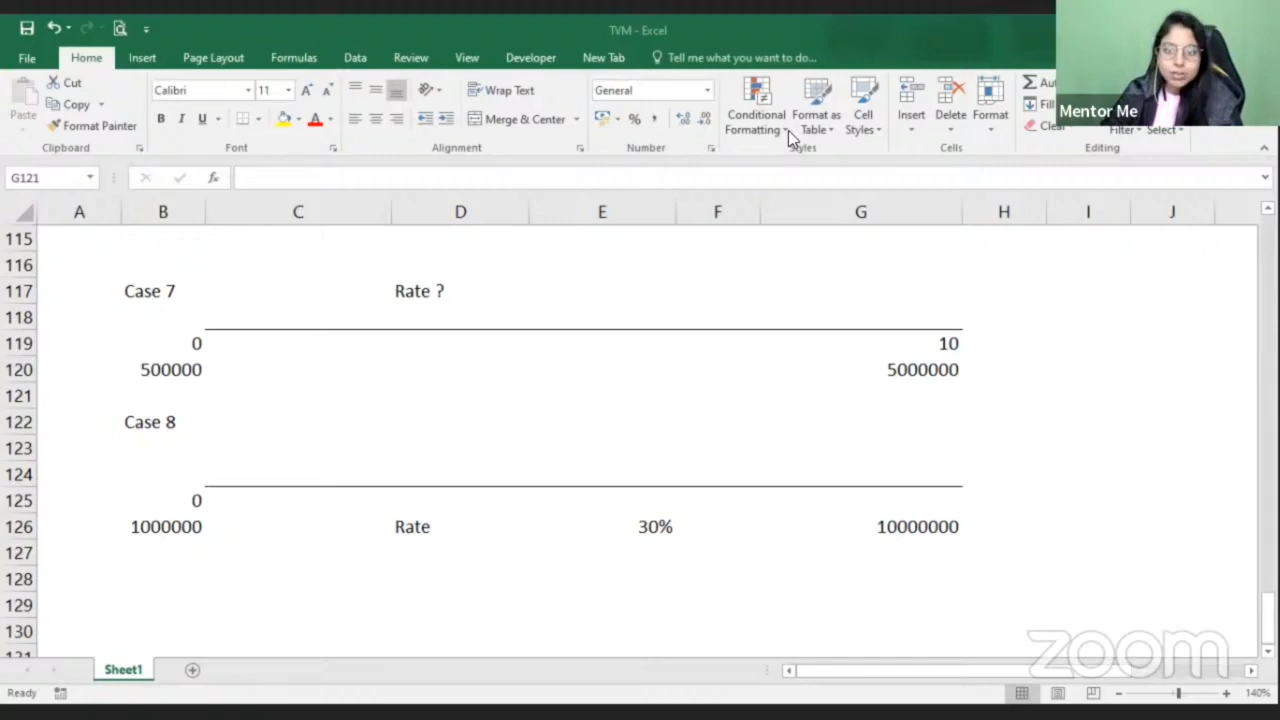 TVM - Excel
File Home Insert Page Layout Formulas Data Review View Developer New Tab Tell me what you want to do...
Cut
Copy
Format Painter
Paste
Clipboard
Calibri 11
B I U
Font
Wrap Text
Merge & Center
Alignment
General
%
Number
Conditional Formatting
Format as Table
Cell Styles
Styles
Insert Delete Format
Cells
Fill
Clear
Filter Select
Editing
Mentor Me
G121 fx
A B C D E F G H I J
115
116
117 Case 7 Rate ?
118
119 0 10
120 500000 5000000
121
122 Case 8
123
124
125 0
126 1000000 Rate 30% 10000000
127
128
129
130
131
zoom
Sheet1
Ready 140%